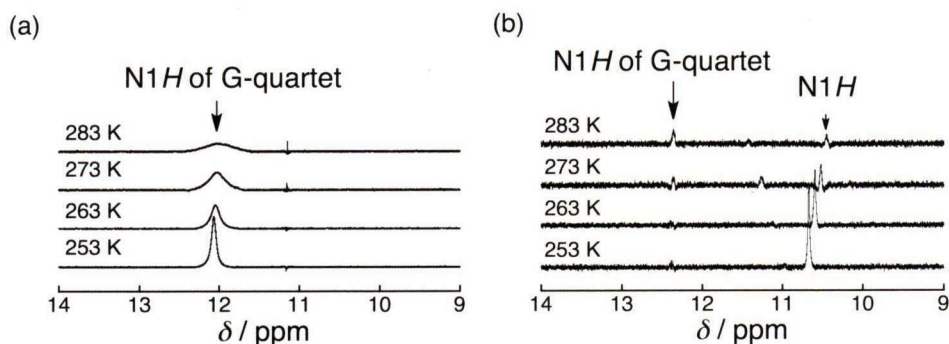 (a)
N1H of G-quartet
283 K
273 K
263 K
253 K
14 13 12 11 10 9
δ / ppm
(b)
N1H of G-quartet
N1H
283 K
273 K
263 K
253 K
14 13 12 11 10 9
δ / ppm